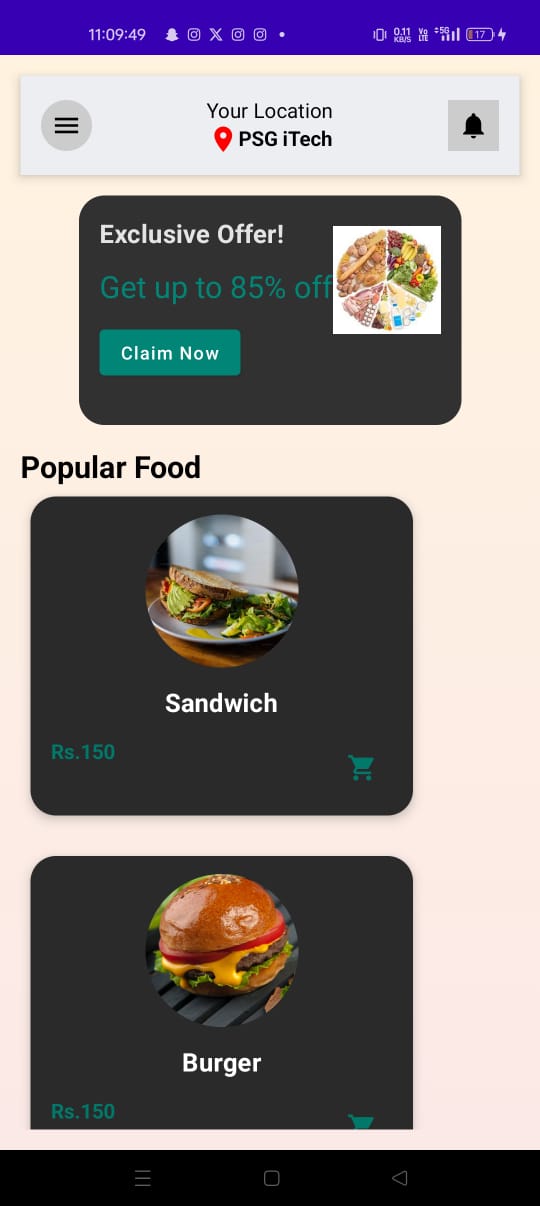 11:09:49
0.11 KB/S Vo LTE 5G 17
Your Location
PSG iTech
Exclusive Offer!
Get up to 85% off
Claim Now
Popular Food
Sandwich
Rs.150
Burger
Rs.150